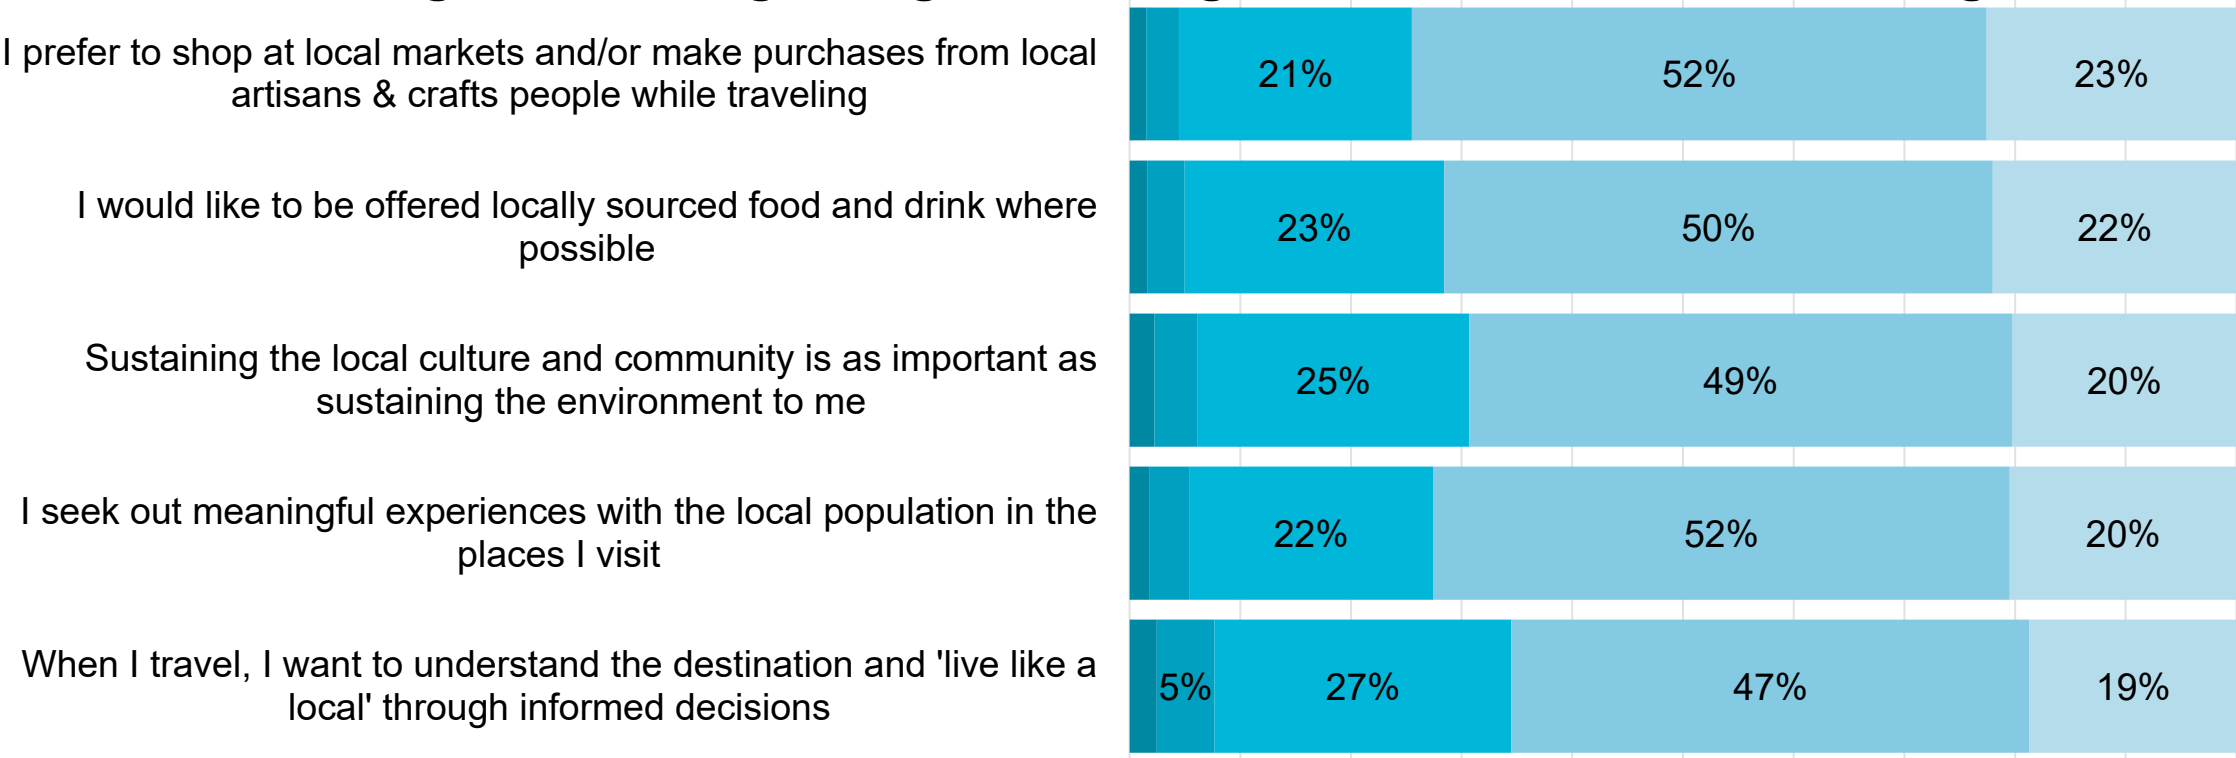 I prefer to shop at local markets and/or make purchases from local
artisans & crafts people while traveling
21% 52% 23%
I would like to be offered locally sourced food and drink where
possible
23% 50% 22%
Sustaining the local culture and community is as important as
sustaining the environment to me
25% 49% 20%
I seek out meaningful experiences with the local population in the
places I visit
22% 52% 20%
When I travel, I want to understand the destination and 'live like a
local' through informed decisions
5% 27% 47% 19%